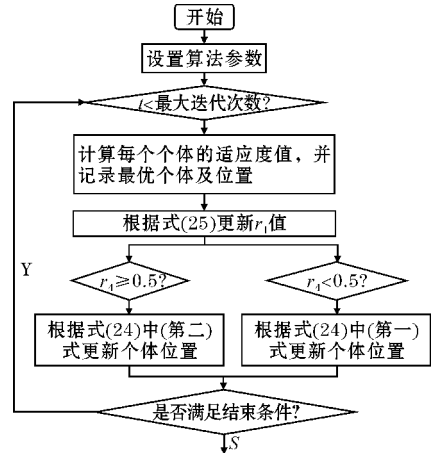 开始
设置算法参数
t<最大迭代次数?
计算每个个体的适应度值，并
记录最优个体及位置
根据式(25)更新r₁值
Y
r₄≥0.5?
r₄<0.5?
根据式(24)中(第二)
式更新个体位置
根据式(24)中(第一)
式更新个体位置
是否满足结束条件?
S